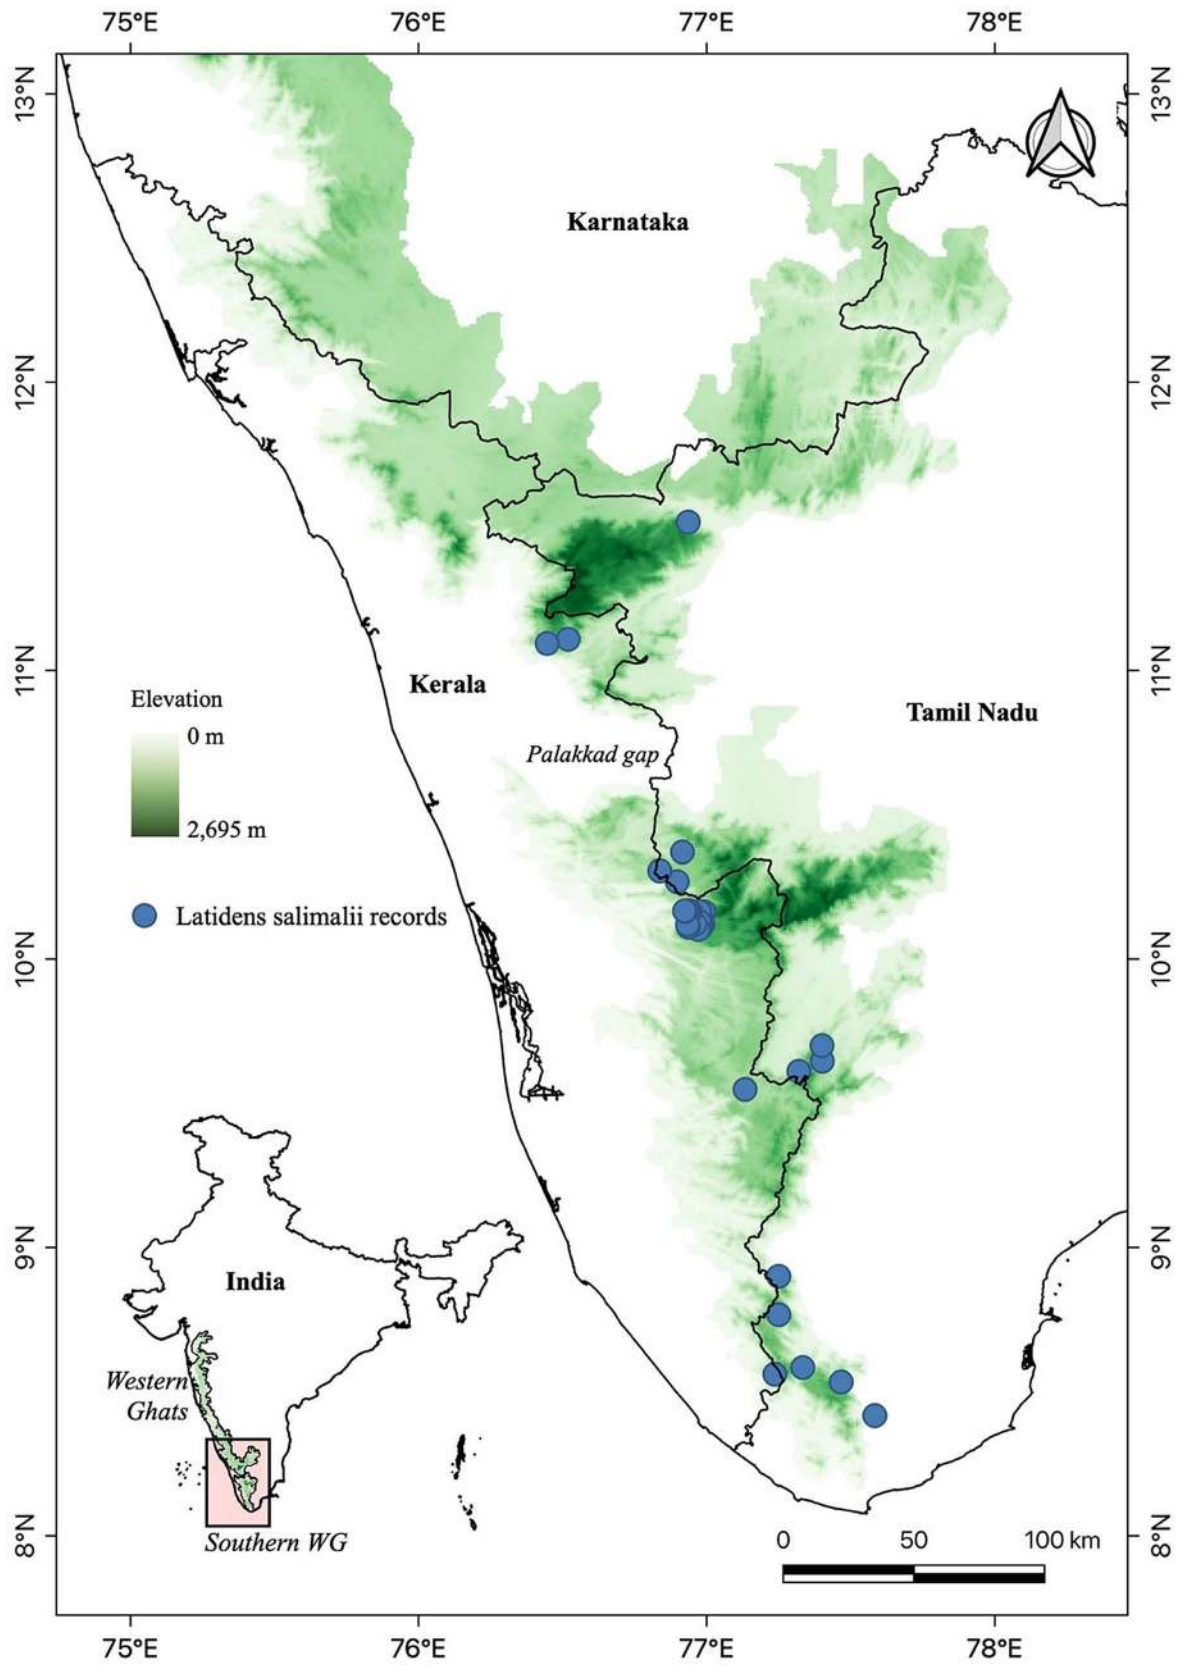 75°E 76°E 77°E 78°E
13°N 13°N
Karnataka
12°N 12°N
11°N 11°N
Kerala
Elevation
0 m
2,695 m
Tamil Nadu
Palakkad gap
Latidens salimalii records
10°N 10°N
9°N 9°N
India
Western
Ghats
Southern WG
8°N 8°N
0 50 100 km
75°E 76°E 77°E 78°E